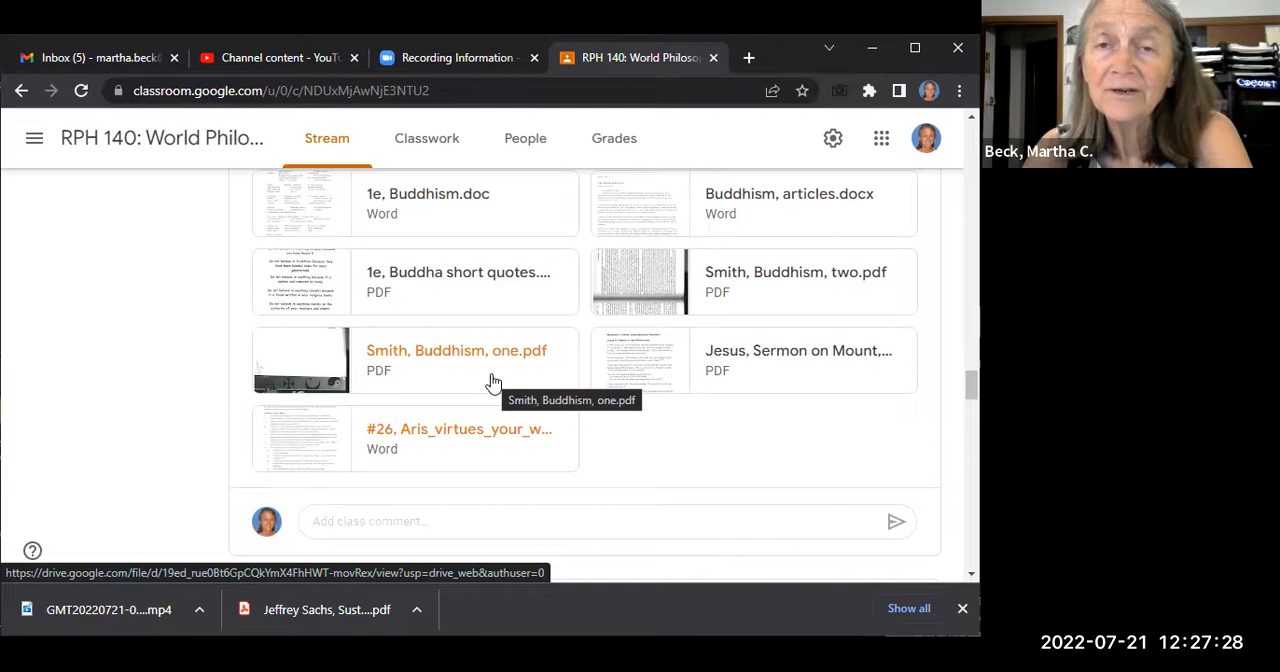 Inbox (5) - martha.beck@
Channel content - YouTu
Recording Information -
RPH 140: World Philoso
classroom.google.com/u/0/c/NDUxMjAwNjE3NTU2
RPH 140: World Philo...
Stream
Classwork
People
Grades
1e, Buddhism.doc
Word
Buddhism, articles.docx
Word
1e, Buddha short quotes....
PDF
Smith, Buddhism, two.pdf
PDF
Smith, Buddhism, one.pdf
PDF
Jesus, Sermon on Mount,...
PDF
Smith, Buddhism, one.pdf
#26, Aris_virtues_your_w...
Word
Add class comment...
https://drive.google.com/file/d/19ed_rue0Bt6GpCQkYmX4FhHWT-movRex/view?usp=drive_web&authuser=0
GMT20220721-0....mp4
Jeffrey Sachs, Sust....pdf
Show all
Beck, Martha C.
COEXIST
2022-07-21 12:27:28